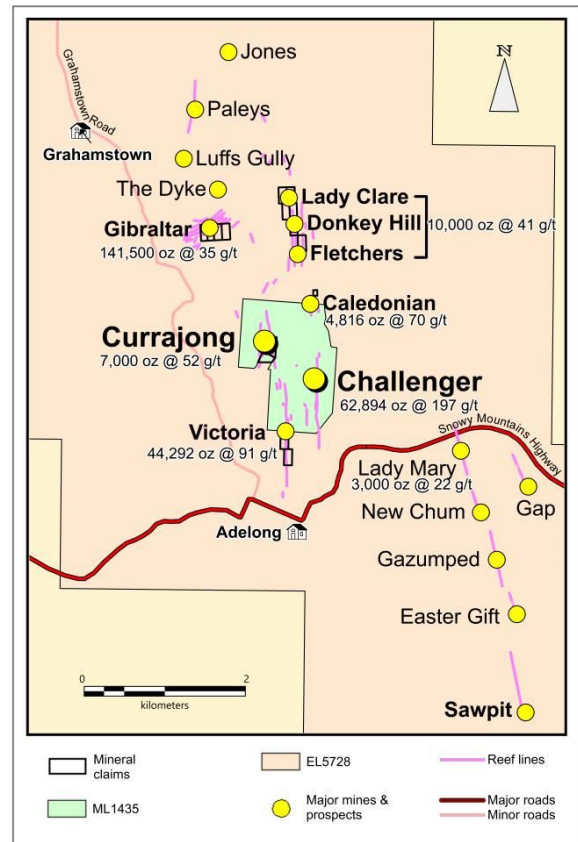 N
Jones
Grahamstown Road
Paleys
Grahamstown
Luffs Gully
The Dyke
Lady Clare
Gibraltar
Donkey Hill
10,000 oz @ 41 g/t
141,500 oz @ 35 g/t
Fletchers
Caledonian
4,816 oz @ 70 g/t
Currajong
7,000 oz @ 52 g/t
Challenger
62,894 oz @ 197 g/t
Victoria
44,292 oz @ 91 g/t
Snowy Mountains Highway
Lady Mary
3,000 oz @ 22 g/t
Gap
New Chum
Adelong
Gazumped
Easter Gift
0 2
kilometers
Sawpit
Mineral claims
EL5728
Reef lines
ML1435
Major mines & prospects
Major roads
Minor roads